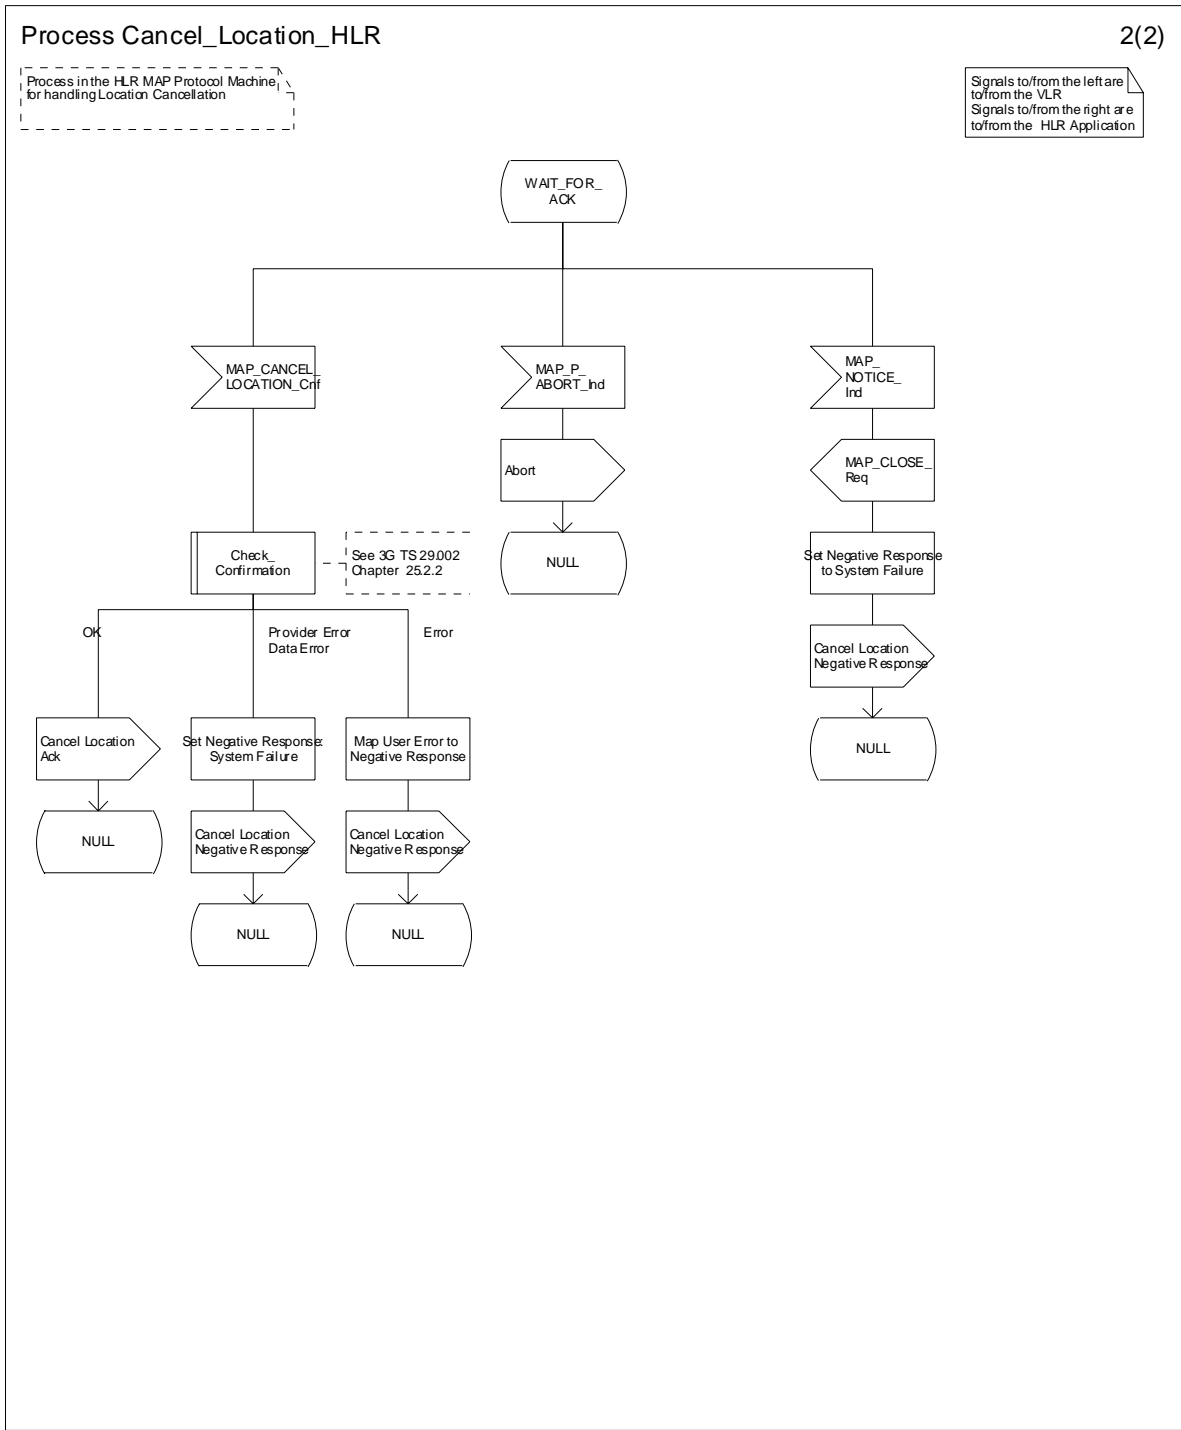 Process Cancel_Location_HLR
2(2)
Process in the HLR MAP Protocol Machine
for handling Location Cancellation
Signals to/from the left are
to/from the VLR
Signals to/from the right are
to/from the HLR Application
WAIT_FOR_
ACK
MAP_CANCEL_
LOCATION_Cnf
MAP_P_
ABORT_Ind
MAP_
NOTICE_
Ind
Abort
MAP_CLOSE_
Req
Check_
Confirmation
See 3G TS 29.002
Chapter 25.2.2
NULL
Set Negative Response
to System Failure
OK
Provider Error
Data Error
Error
Cancel Location
Negative Response
Cancel Location
Ack
Set Negative Response:
System Failure
Map User Error to
Negative Response
NULL
NULL
Cancel Location
Negative Response
Cancel Location
Negative Response
NULL
NULL